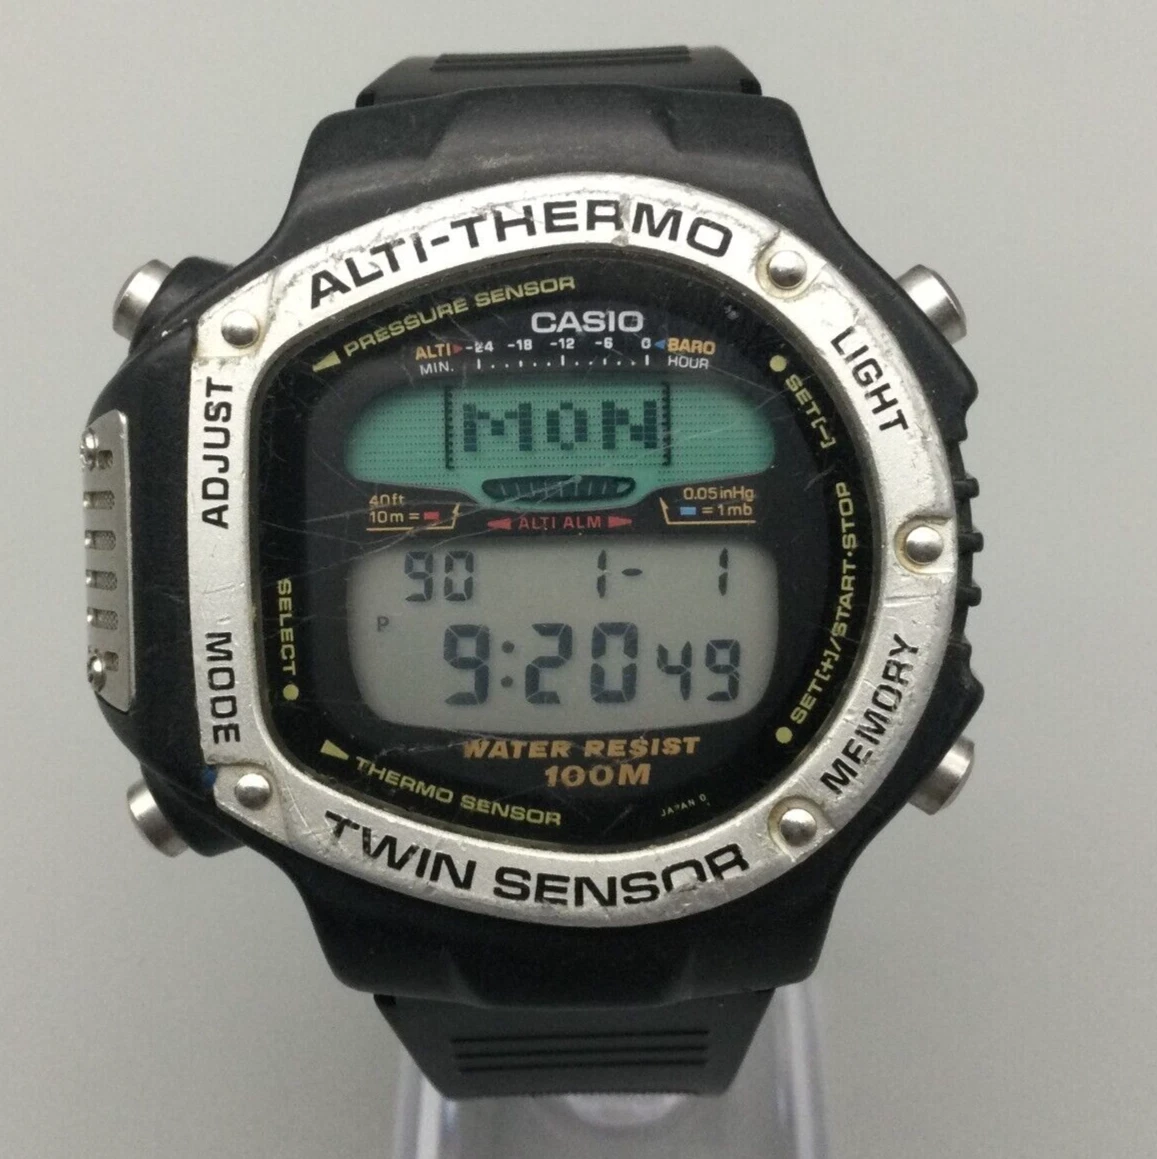 ALTI-THERMO
PRESSURE SENSOR
CASIO
ALTI -24 -18 -12 -6 0 BARO
MIN. HOUR
LIGHT
SET[-]
ADJUST
MON
40ft
10m=
0.05inHg
=1mb
ALTI ALM
SET[+]/START·STOP
90 1- 1
SELECT
P
9:20 49
MODE
MEMORY
WATER RESIST
100M
THERMO SENSOR
TWIN SENSOR